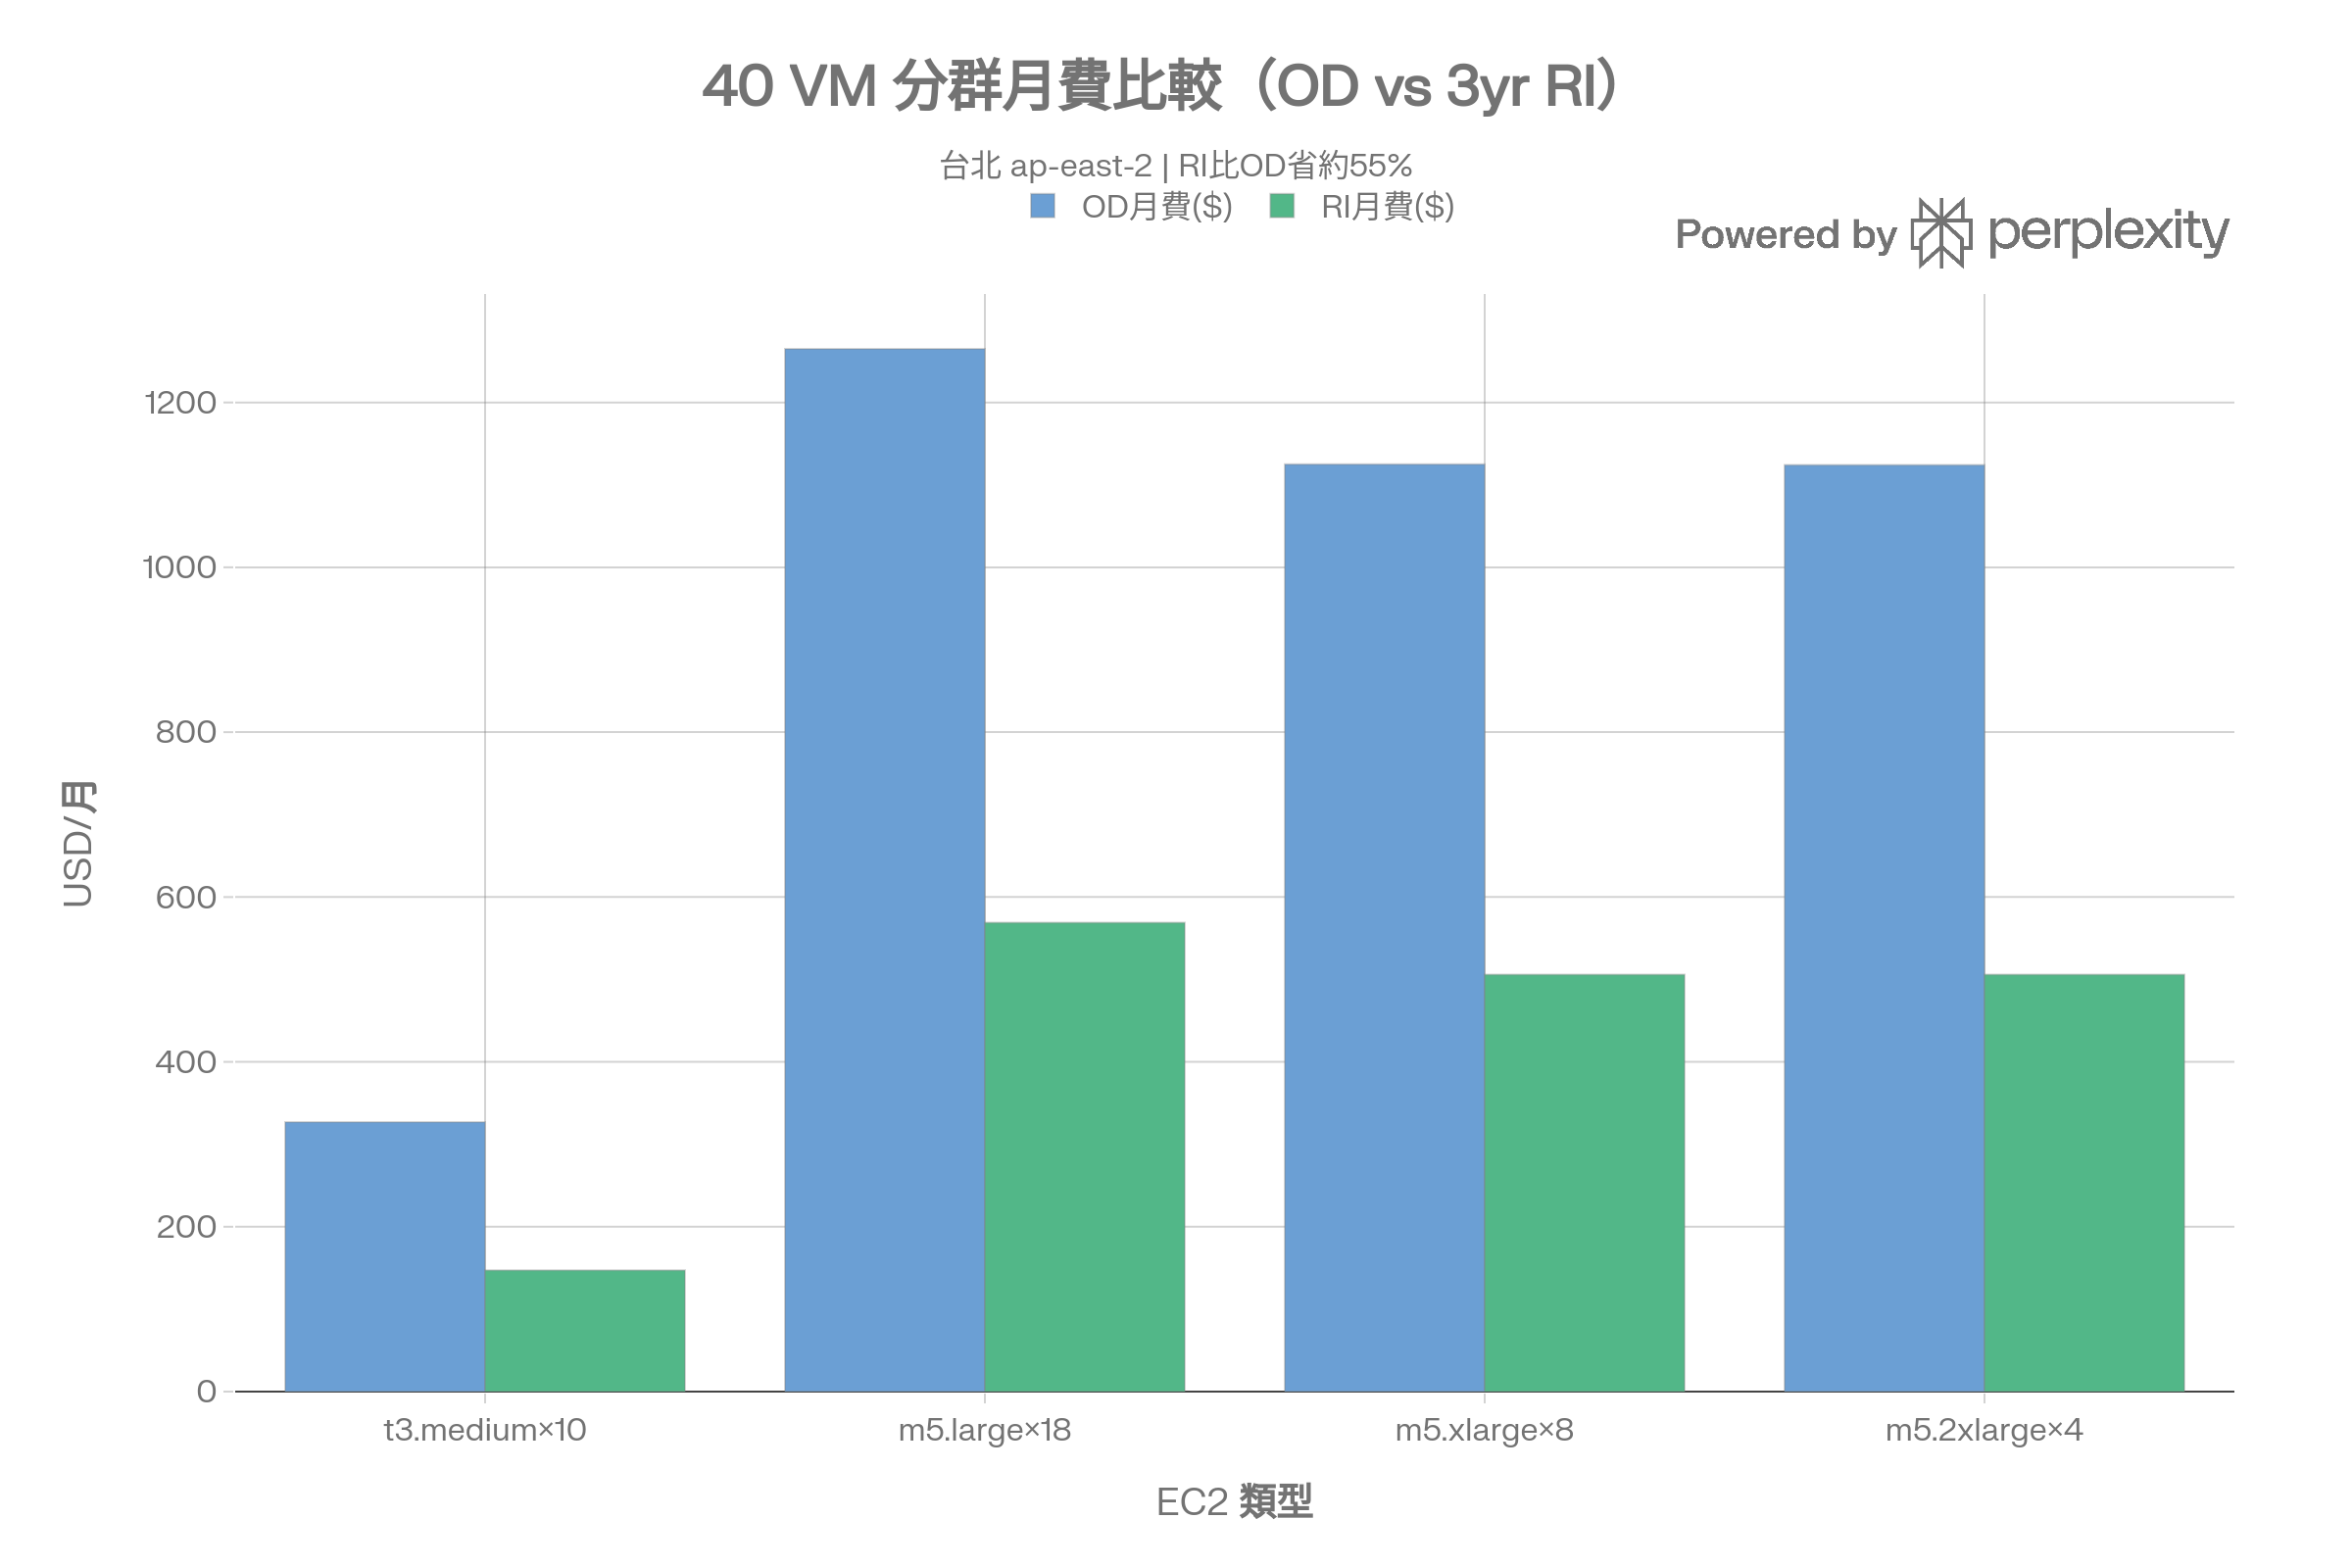 40 VM 分群月費比較（OD vs 3yr RI）
台北 ap-east-2 | RI比OD省約55%
OD月費($) RI月費($)
Powered by perplexity
USD/月
1200
1000
800
600
400
200
0
t3.medium×10 m5.large×18 m5.xlarge×8 m5.2xlarge×4
EC2 類型